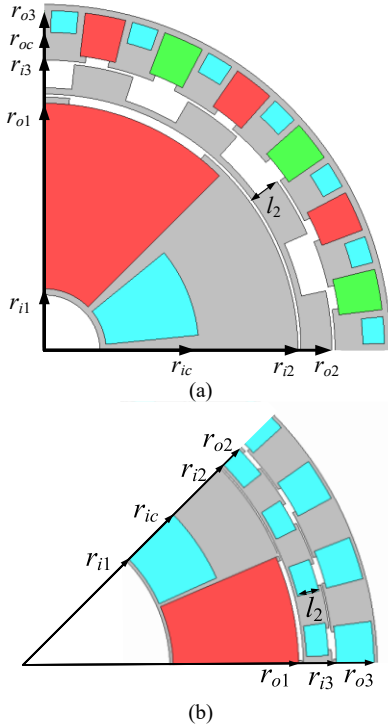 r_{o3}
r_{oc}
r_{i3}
r_{o1}
l_2
r_{i1}
r_{ic} r_{i2} r_{o2}
(a)
r_{o2}
r_{i2}
r_{ic}
r_{i1}
l_2
r_{o1} r_{i3} r_{o3}
(b)